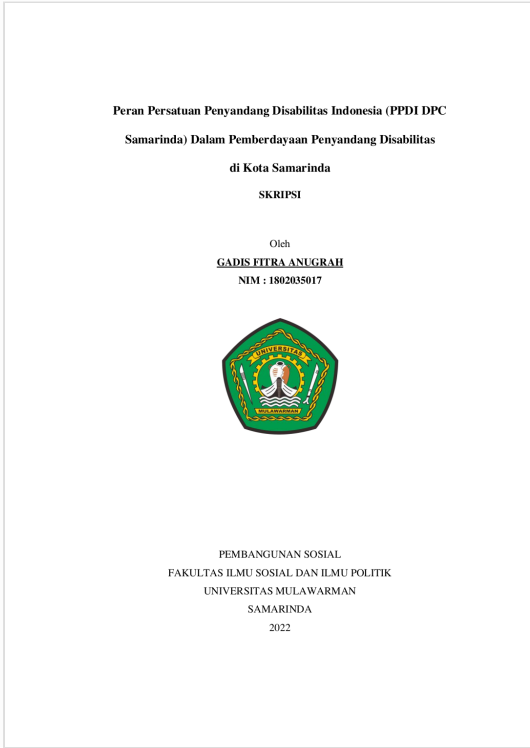 Peran Persatuan Penyandang Disabilitas Indonesia (PPDI DPC
Samarinda) Dalam Pemberdayaan Penyandang Disabilitas
di Kota Samarinda
SKRIPSI
Oleh
GADIS FITRA ANUGRAH
NIM : 1802035017
UNIVERSITAS
MULAWARMAN
PEMBANGUNAN SOSIAL
FAKULTAS ILMU SOSIAL DAN ILMU POLITIK
UNIVERSITAS MULAWARMAN
SAMARINDA
2022